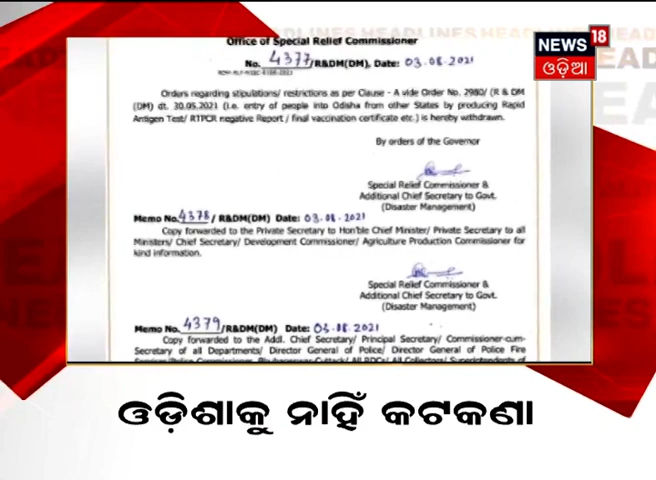 HEADLINES HEADLINES HEADLINES
NEWS 18
ଓଡ଼ିଆ
Office of Special Relief Commissioner
No. 4377/R&DM(DM), Date: 03.08.2021
Orders regarding stipulations/ restrictions as per Clause - A vide Order No. 2980/ (R & DM
(DM) dt. 30.05.2021 (i.e. entry of people into Odisha from other States by producing Rapid
Antigen Test/ RTPCR negative Report / final vaccination certificate etc.) is hereby withdrawn.
By orders of the Governor
Special Relief Commissioner &
Additional Chief Secretary to Govt.
(Disaster Management)
Memo No. 4378/ R&DM(DM) Date: 03.08.2021
Copy forwarded to the Private Secretary to Hon'ble Chief Minister/ Private Secretary to all
Ministers/ Chief Secretary/ Development Commissioner/ Agriculture Production Commissioner for
kind information.
Special Relief Commissioner &
Additional Chief Secretary to Govt.
(Disaster Management)
Memo No. 4379/R&DM(DM) Date: 03.08.2021
Copy forwarded to the Addl. Chief Secretary/ Principal Secretary/ Commissioner-cum-
Secretary of all Departments/ Director General of Police/ Director General of Police Fire
ଓଡ଼ିଶାକୁ ନାହିଁ କଟକଣା